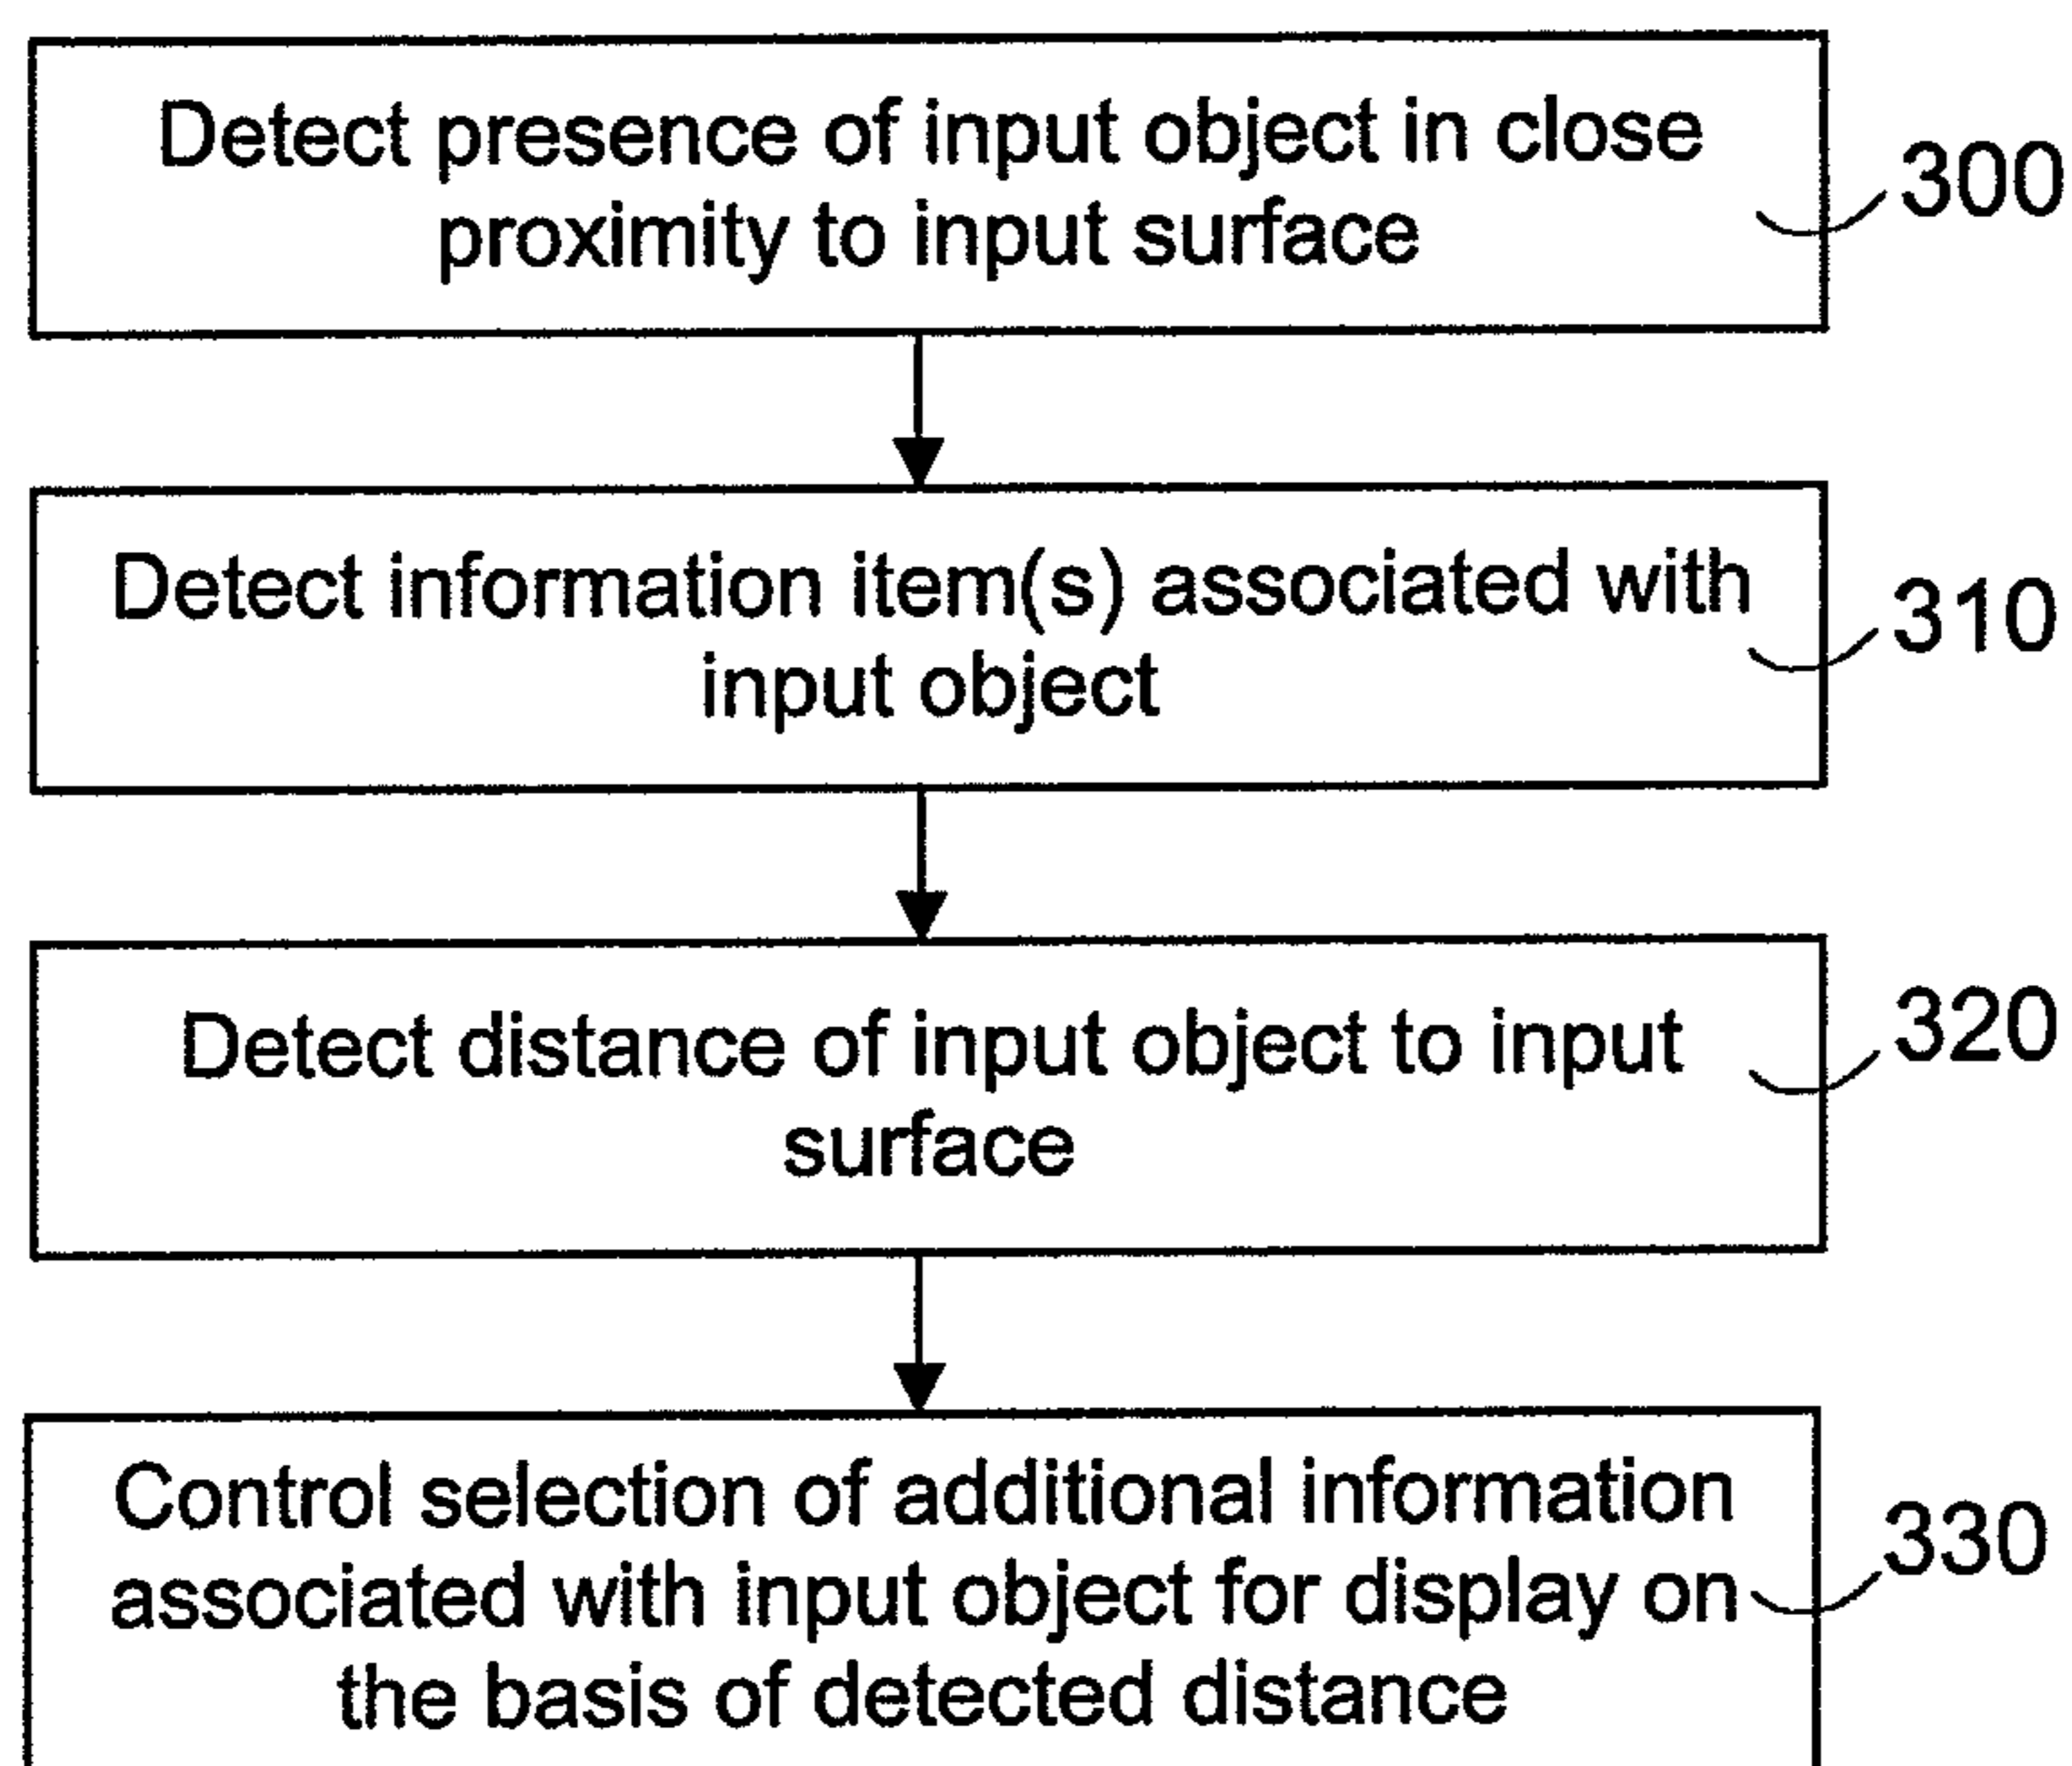 Detect presence of input object in close
proximity to input surface
300
Detect information item(s) associated with
input object
310
Detect distance of input object to input
surface
320
Control selection of additional information
associated with input object for display on
the basis of detected distance
330